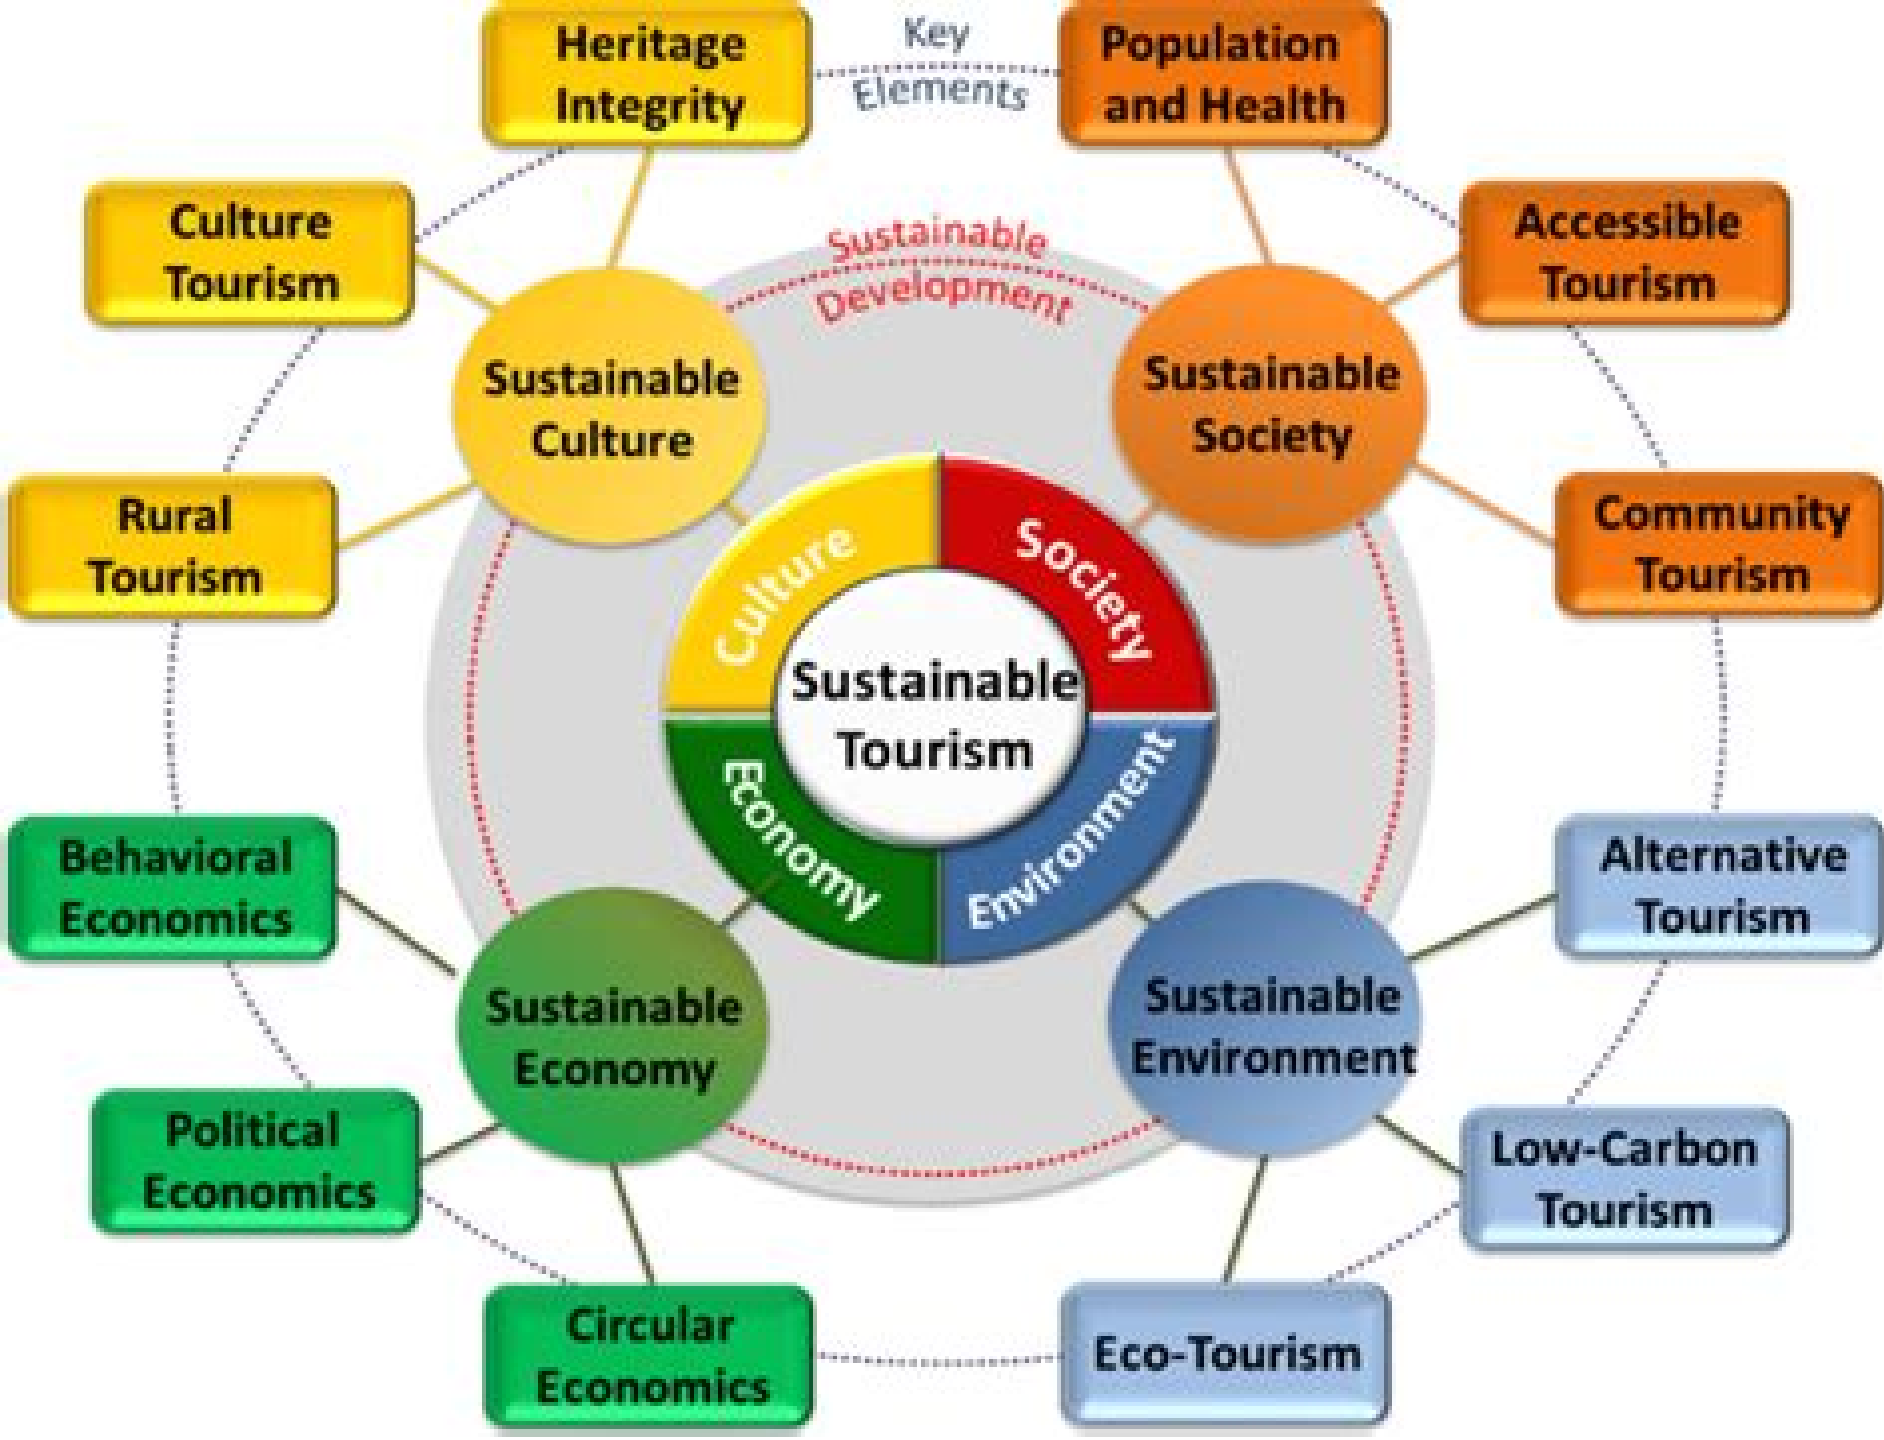 Heritage
Integrity
Key
Elements
Population
and Health
Culture
Tourism
Accessible
Tourism
Sustainable
Development
Sustainable
Culture
Sustainable
Society
Rural
Tourism
Community
Tourism
Culture
Society
Sustainable
Tourism
Economy
Environment
Behavioral
Economics
Alternative
Tourism
Sustainable
Economy
Sustainable
Environment
Political
Economics
Low-Carbon
Tourism
Circular
Economics
Eco-Tourism